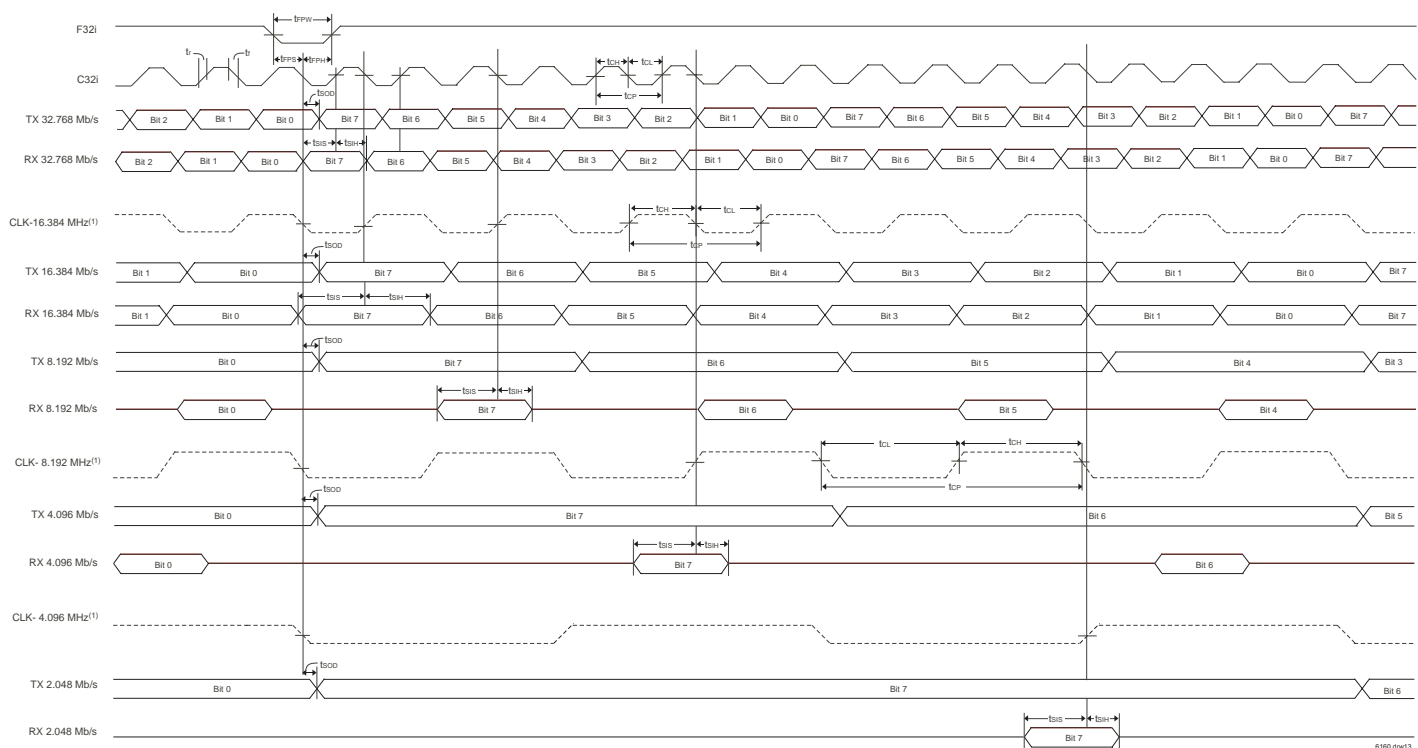 F32i
tFPW
tr
tf
tFPS
tFPH
tCH
tCL
C32i
tSOD
tCP
TX 32.768 Mb/s
Bit 2 Bit 1 Bit 0 Bit 7 Bit 6 Bit 5 Bit 4 Bit 3 Bit 2 Bit 1 Bit 0 Bit 7 Bit 6 Bit 5 Bit 4 Bit 3 Bit 2 Bit 1 Bit 0 Bit 7
tSIS
tSIH
RX 32.768 Mb/s
Bit 2 Bit 1 Bit 0 Bit 7 Bit 6 Bit 5 Bit 4 Bit 3 Bit 2 Bit 1 Bit 0 Bit 7 Bit 6 Bit 5 Bit 4 Bit 3 Bit 2 Bit 1 Bit 0 Bit 7
tCH
tCL
CLK-16.384 MHz(1)
tSOD
tCP
TX 16.384 Mb/s
Bit 1 Bit 0 Bit 7 Bit 6 Bit 5 Bit 4 Bit 3 Bit 2 Bit 1 Bit 0 Bit 7
tSIS
tSIH
RX 16.384 Mb/s
Bit 1 Bit 0 Bit 7 Bit 6 Bit 5 Bit 4 Bit 3 Bit 2 Bit 1 Bit 0 Bit 7
tSOD
TX 8.192 Mb/s
Bit 0 Bit 7 Bit 6 Bit 5 Bit 4 Bit 3
tSIS
tSIH
RX 8.192 Mb/s
Bit 0 Bit 7 Bit 6 Bit 5 Bit 4
tCL
tCH
CLK- 8.192 MHz(1)
tCP
tSOD
TX 4.096 Mb/s
Bit 0 Bit 7 Bit 6 Bit 5
tSIS
tSIH
RX 4.096 Mb/s
Bit 0 Bit 7 Bit 6
CLK- 4.096 MHz(1)
tSOD
TX 2.048 Mb/s
Bit 0 Bit 7 Bit 6
tSIS
tSIH
RX 2.048 Mb/s
Bit 7
6160 drw13